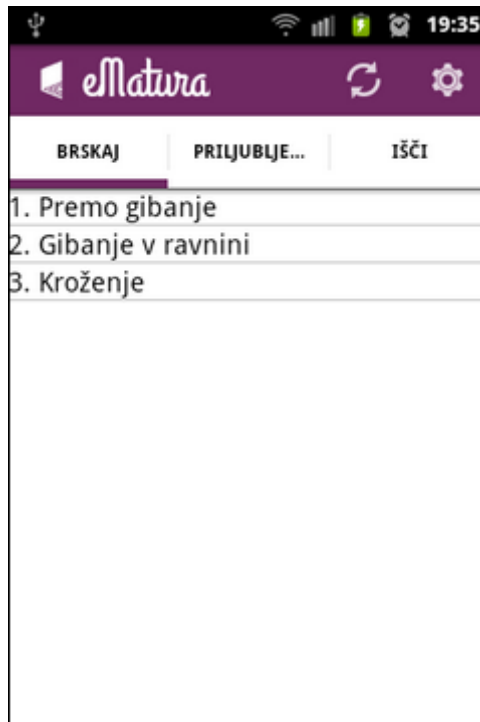 19:35
eMatura
BRSKAJ PRILJUBLJE... IŠČI
1. Premo gibanje
2. Gibanje v ravnini
3. Kroženje